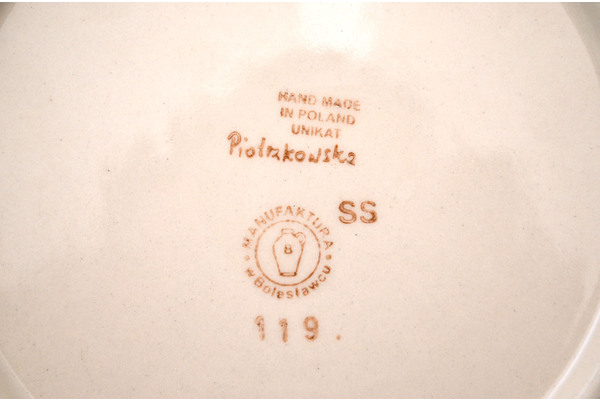 HAND MADE
IN POLAND
UNIKAT
Piotrkowska
SS
MANUFAKTURA
B
w Bolesławcu
119.